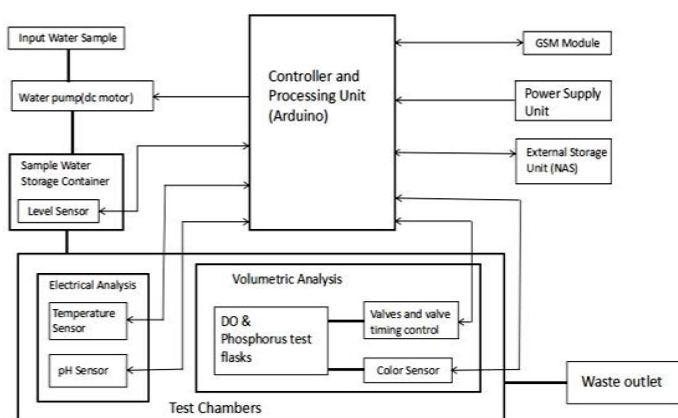 Input Water Sample
Water pump(dc motor)
Sample Water
Storage Container
Level Sensor
Controller and
Processing Unit
(Arduino)
GSM Module
Power Supply
Unit
External Storage
Unit (NAS)
Electrical Analysis
Temperature
Sensor
pH Sensor
Volumetric Analysis
DO &
Phosphorus test
flasks
Valves and valve
timing control
Color Sensor
Test Chambers
Waste outlet